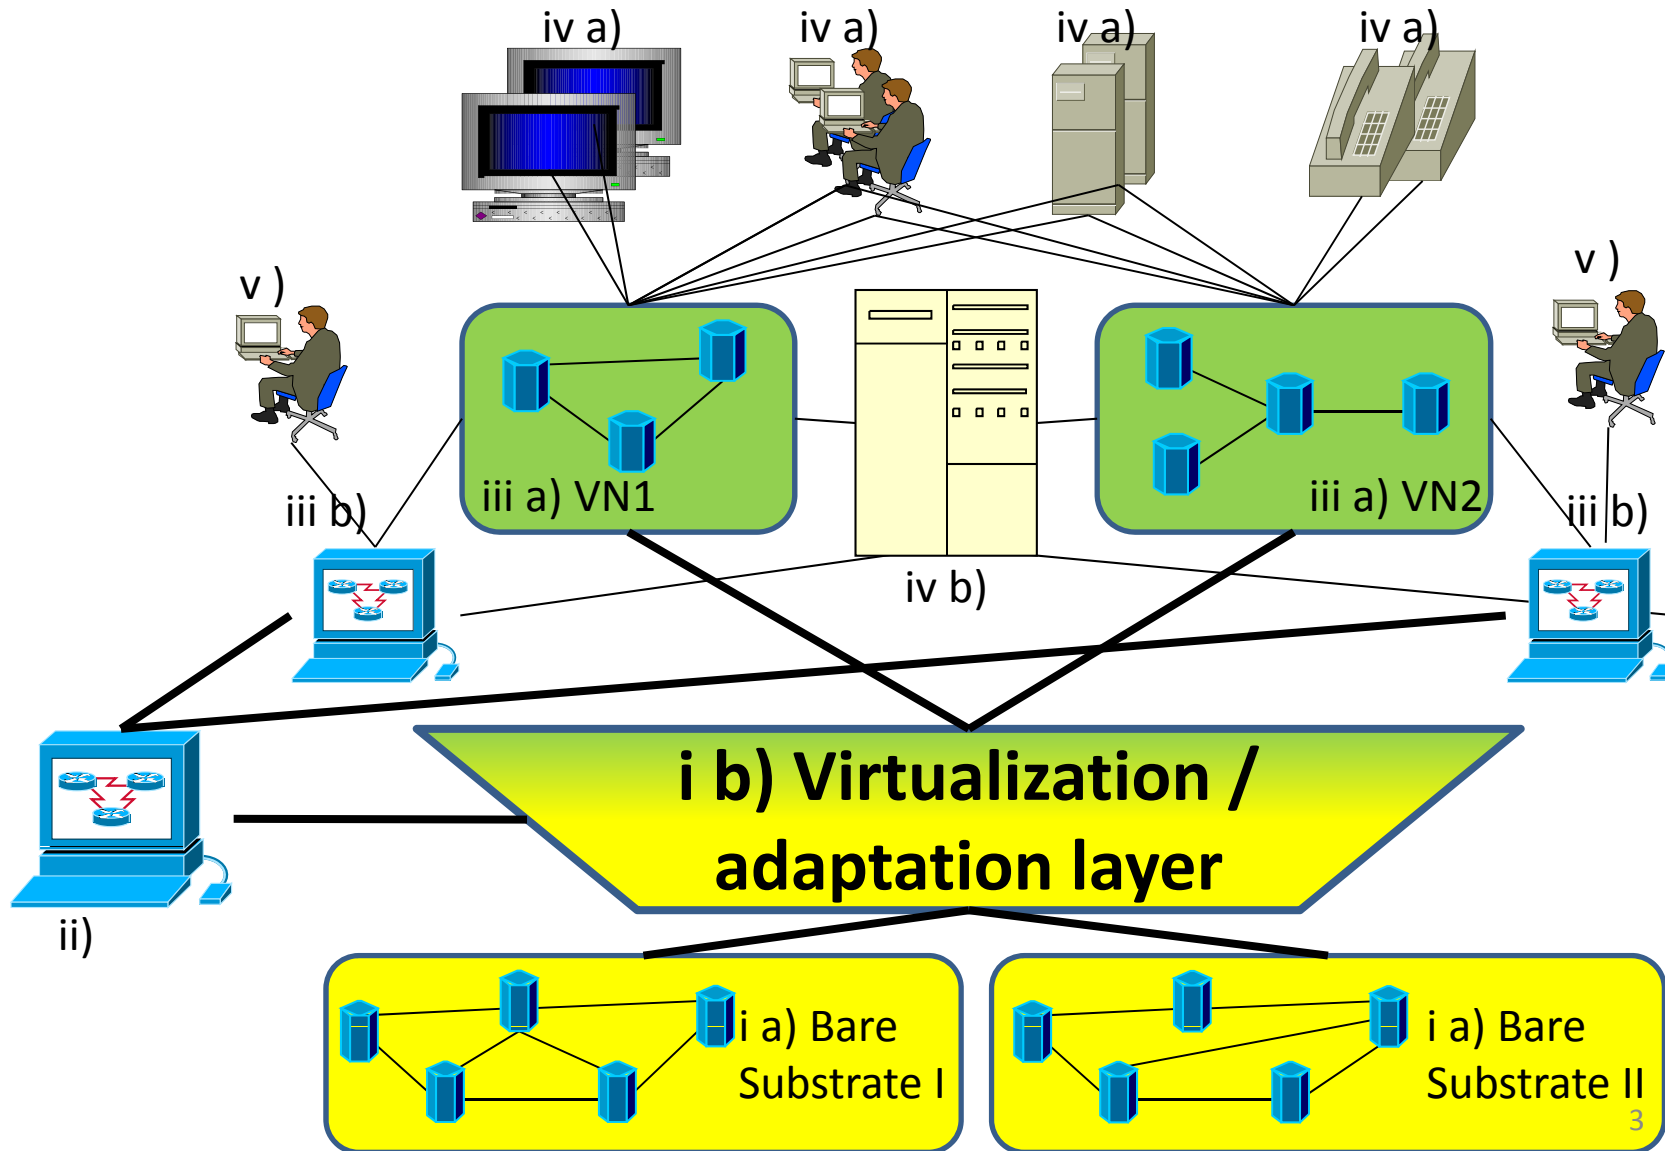 iv a)
iv a)
iv a)
iv a)
v )
v )
iii a) VN1
iii a) VN2
iii b)
iii b)
iv b)
i b) Virtualization /
adaptation layer
ii)
i a) Bare
Substrate I
i a) Bare
Substrate II
3